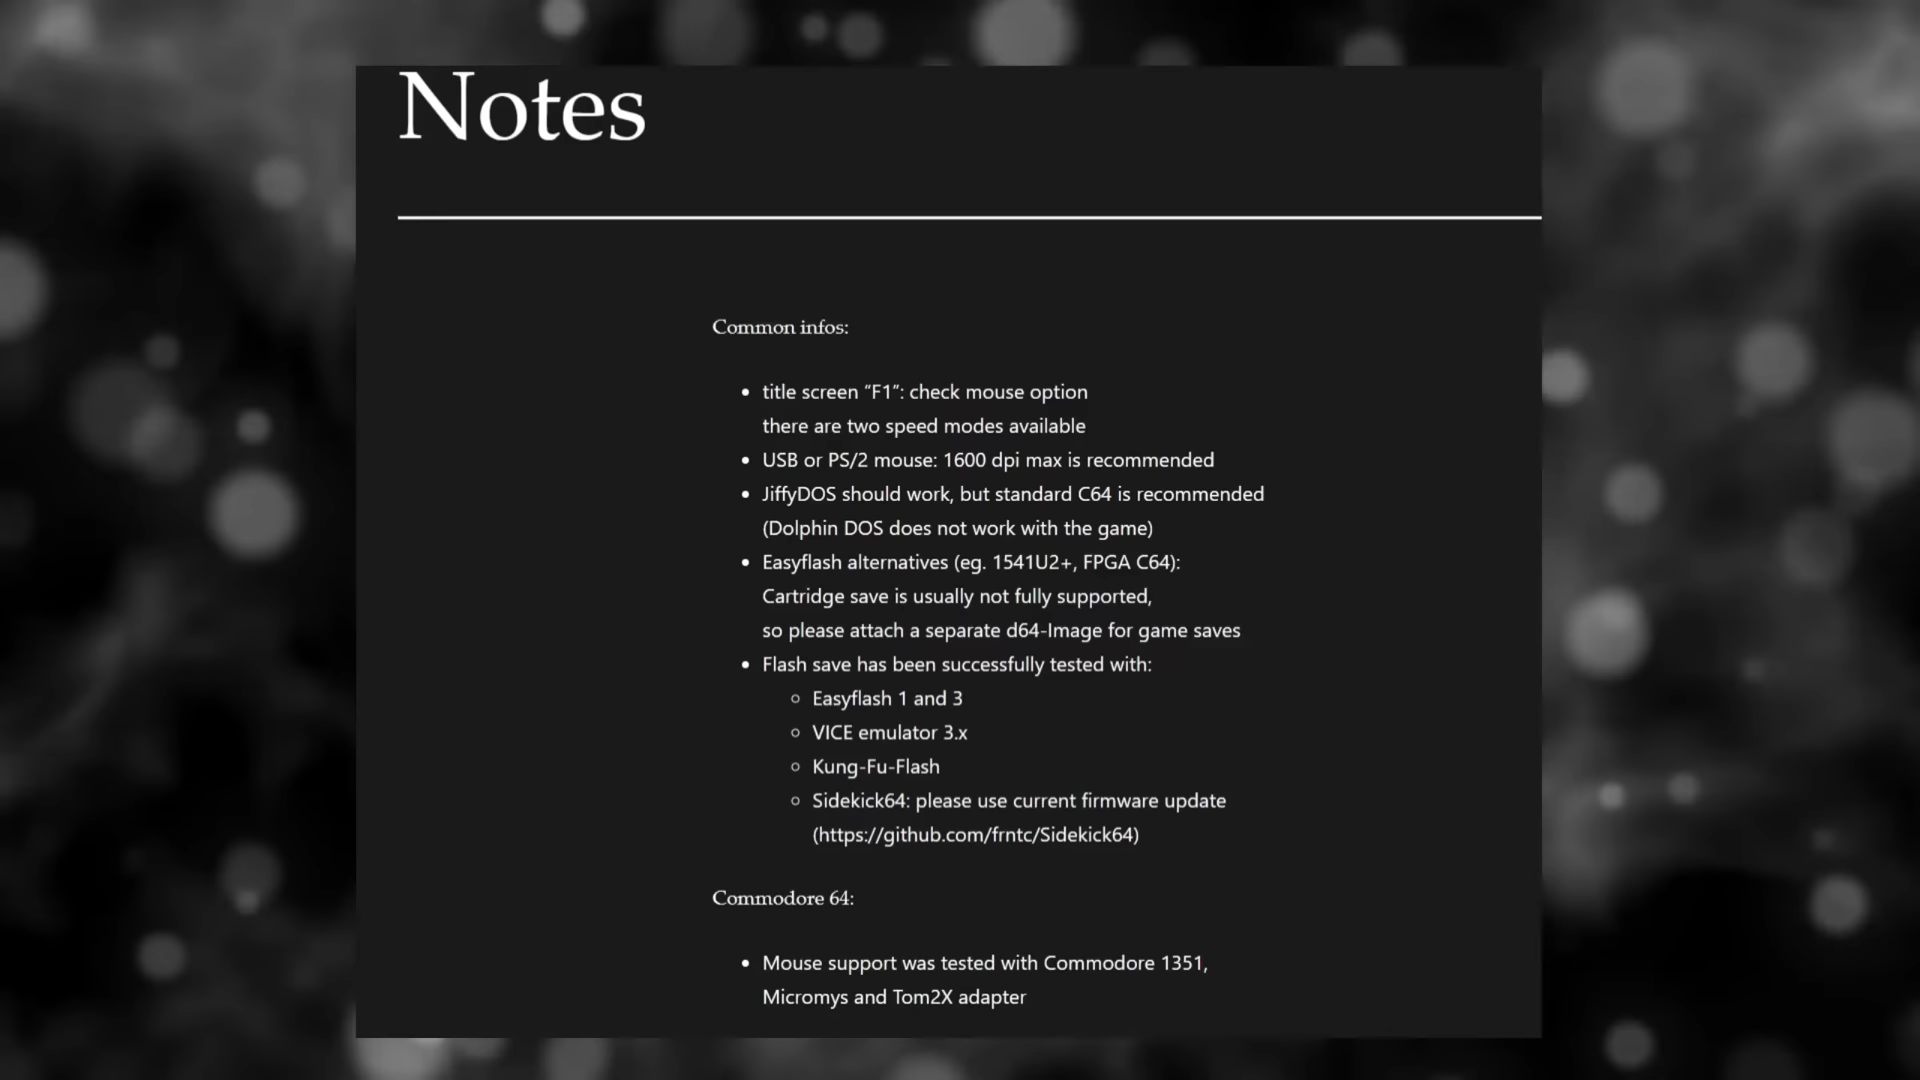 Notes
Common infos:
• title screen “F1”: check mouse option
there are two speed modes available
• USB or PS/2 mouse: 1600 dpi max is recommended
• JiffyDOS should work, but standard C64 is recommended
(Dolphin DOS does not work with the game)
• Easyflash alternatives (eg. 1541U2+, FPGA C64):
Cartridge save is usually not fully supported,
so please attach a separate d64-Image for game saves
• Flash save has been successfully tested with:
◦ Easyflash 1 and 3
◦ VICE emulator 3.x
◦ Kung-Fu-Flash
◦ Sidekick64: please use current firmware update
(https://github.com/frntc/Sidekick64)
Commodore 64:
• Mouse support was tested with Commodore 1351,
Micromys and Tom2X adapter